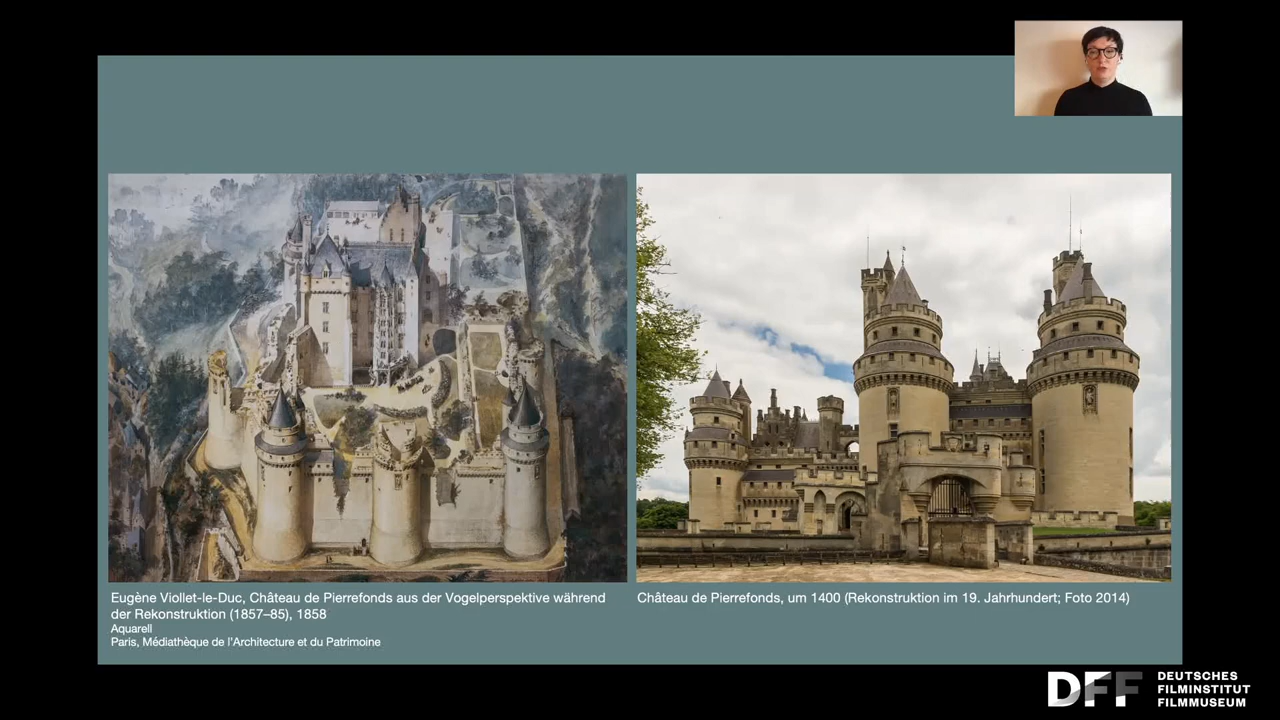 Eugène Viollet-le-Duc, Château de Pierrefonds aus der Vogelperspektive während
der Rekonstruktion (1857–85), 1858
Aquarell
Paris, Médiathèque de l'Architecture et du Patrimoine
Château de Pierrefonds, um 1400 (Rekonstruktion im 19. Jahrhundert; Foto 2014)
DFF
DEUTSCHES
FILMINSTITUT
FILMMUSEUM